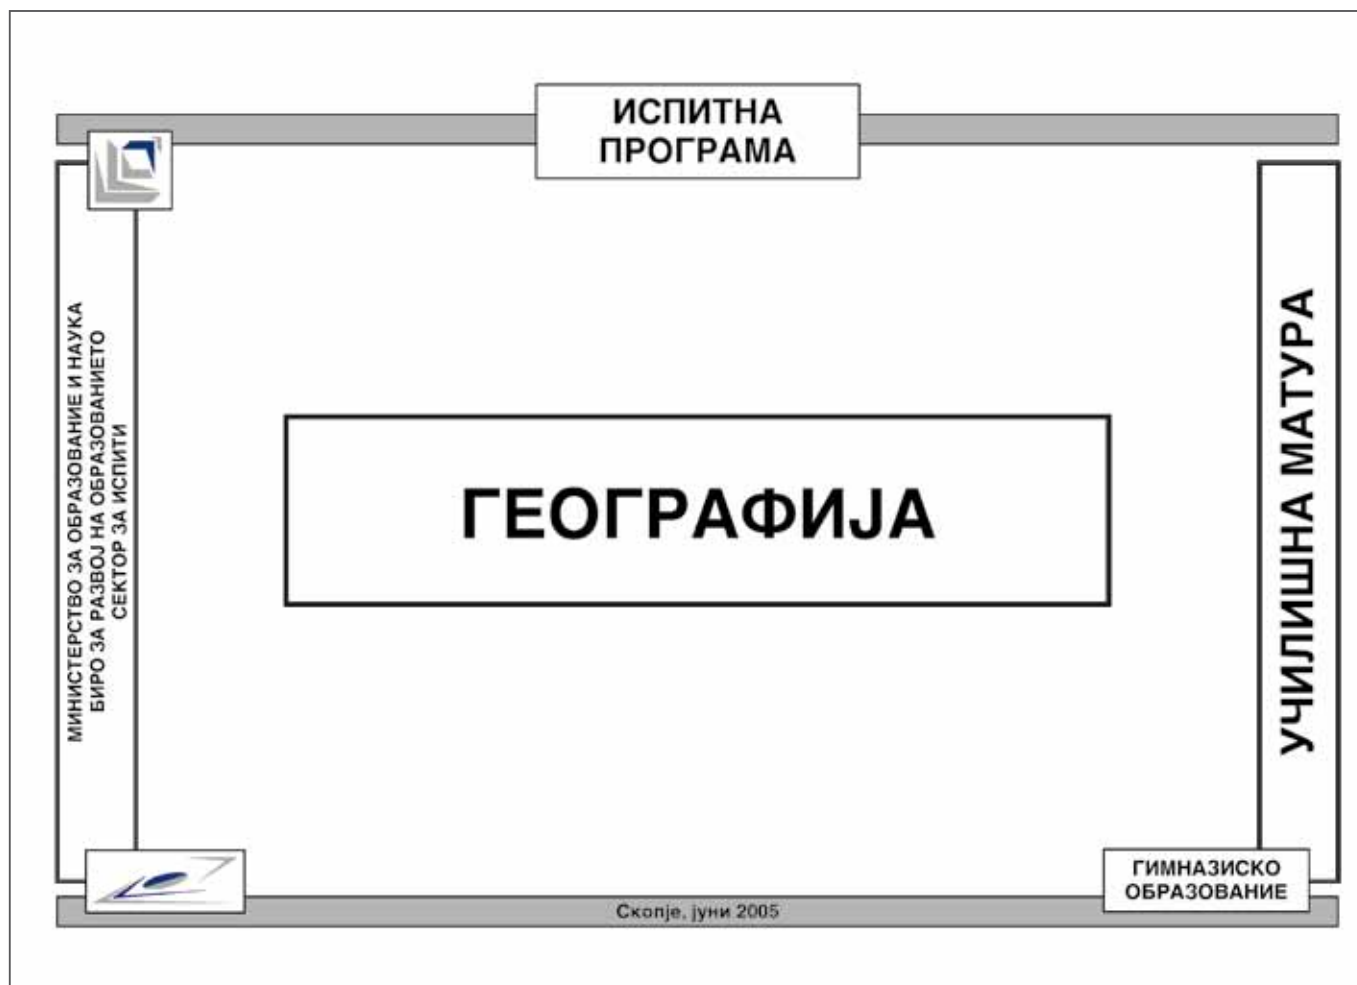 ИСПИТНА
ПРОГРАМА
МИНИСТЕРСТВО ЗА ОБРАЗОВАНИЕ И НАУКА
БИРО ЗА РАЗВОЈ НА ОБРАЗОВАНИЕТО
СЕКТОР ЗА ИСПИТИ
ГЕОГРАФИЈА
УЧИЛИШНА МАТУРА
ГИМНАЗИСКО
ОБРАЗОВАНИЕ
Скопје, јуни 2005